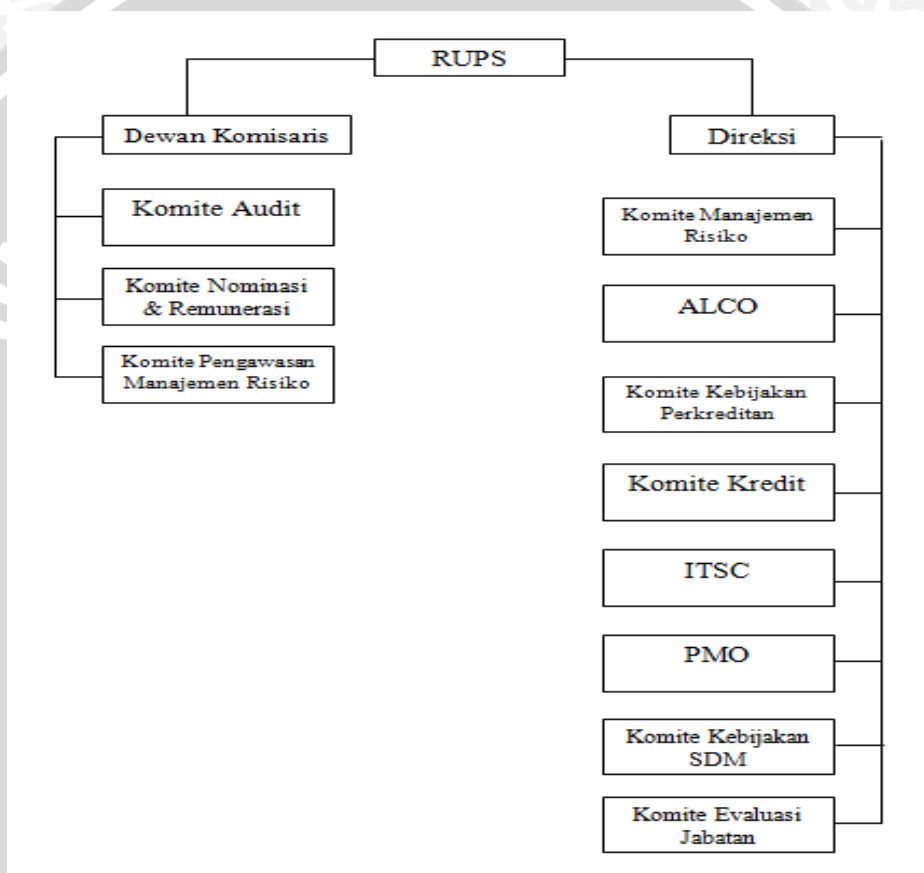 RUPS
Dewan Komisaris
Direksi
Komite Audit
Komite Nominasi
& Remunerasi
Komite Pengawasan
Manajemen Risiko
Komite Manajemen
Risiko
ALCO
Komite Kebijakan
Perkreditan
Komite Kredit
ITSC
PMO
Komite Kebijakan
SDM
Komite Evaluasi
Jabatan